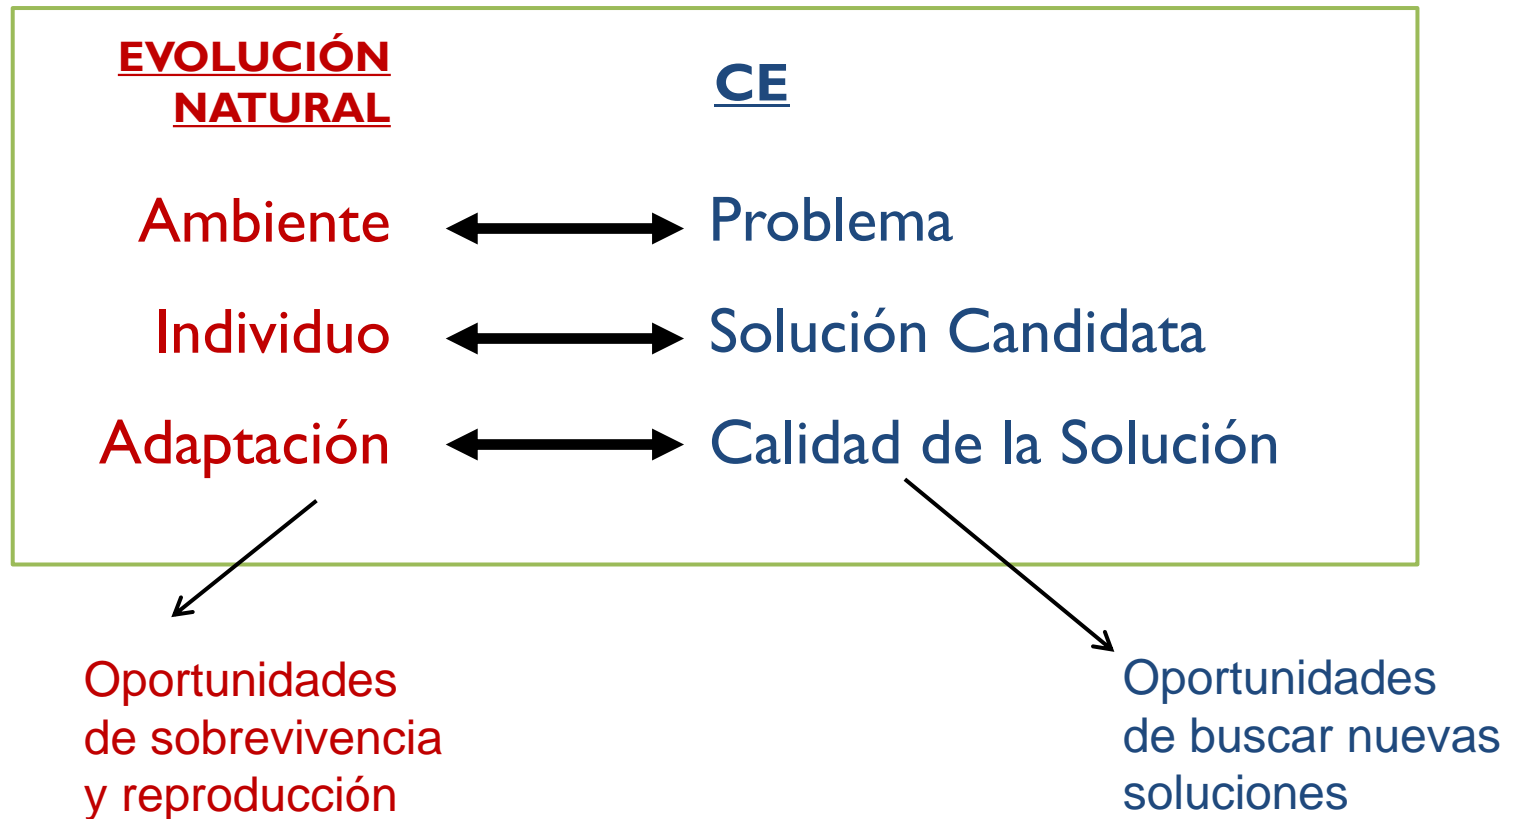 EVOLUCIÓN
NATURAL
CE
Ambiente
Problema
Individuo
Solución Candidata
Adaptación
Calidad de la Solución
Oportunidades
de sobrevivencia
y reproducción
Oportunidades
de buscar nuevas
soluciones